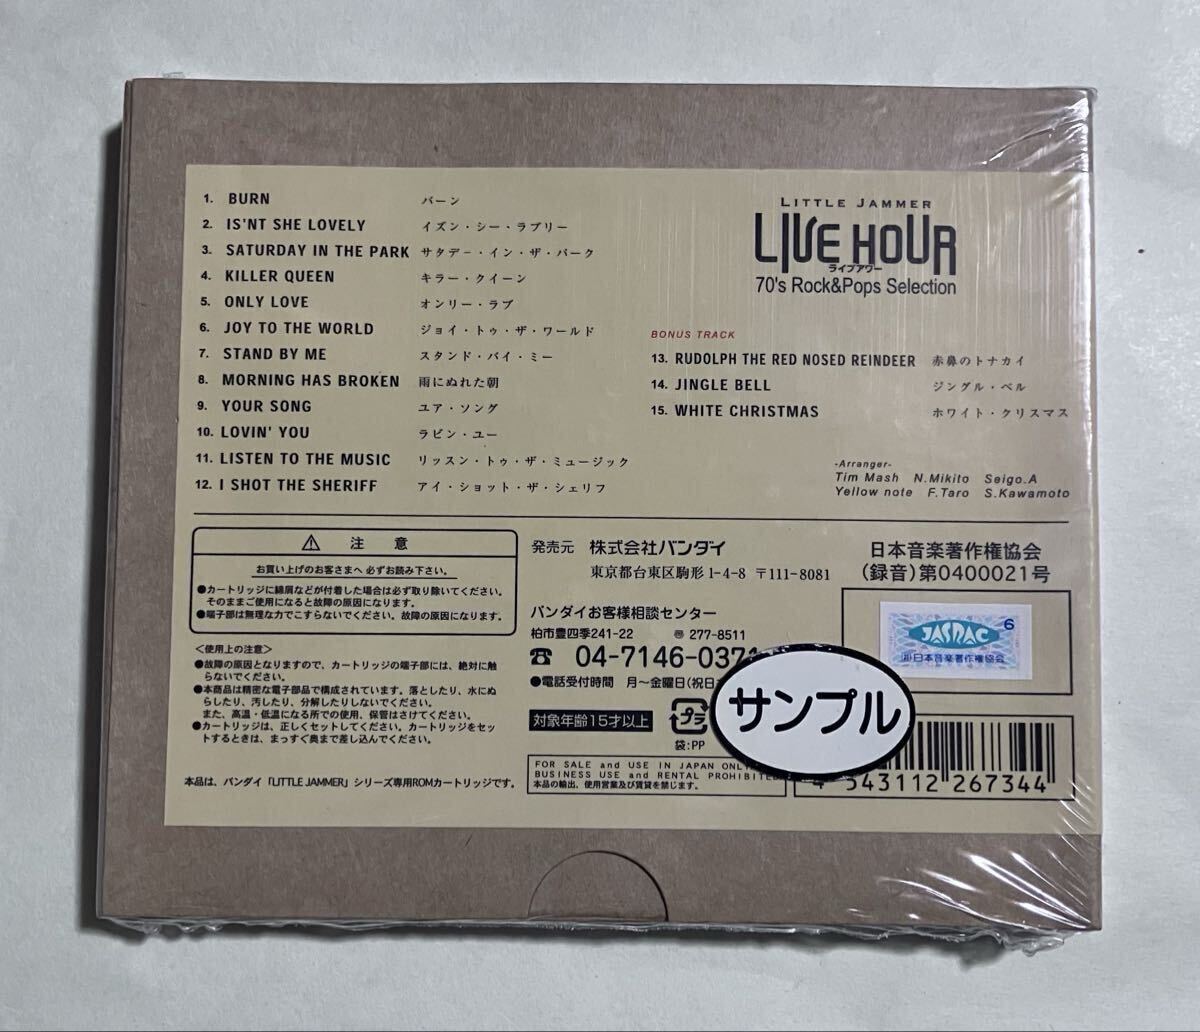 1. BURN バーン
2. IS'NT SHE LOVELY イズン・シー・ラブリー
3. SATURDAY IN THE PARK サタデー・イン・ザ・パーク
4. KILLER QUEEN キラー・クイーン
5. ONLY LOVE オンリー・ラブ
6. JOY TO THE WORLD ジョイ・トゥ・ザ・ワールド
7. STAND BY ME スタンド・バイ・ミー
8. MORNING HAS BROKEN 雨にぬれた朝
9. YOUR SONG ユア・ソング
10. LOVIN' YOU ラビン・ユー
11. LISTEN TO THE MUSIC リッスン・トゥ・ザ・ミュージック
12. I SHOT THE SHERIFF アイ・ショット・ザ・シェリフ
LITTLE JAMMER
LIVE HOUR
ライブアワー
70's Rock&Pops Selection
BONUS TRACK
13. RUDOLPH THE RED NOSED REINDEER 赤鼻のトナカイ
14. JINGLE BELL ジングル・ベル
15. WHITE CHRISTMAS ホワイト・クリスマス
-Arranger-
Tim Mash N.Mikito Seigo.A
Yellow note F.Taro S.Kawamoto
⚠ 注 意
お買い上げのお客さまへ 必ずお読み下さい。
●カートリッジに綿屑などが付着した場合は必ず取り除いてください。
そのままご使用になると故障の原因になります。
●端子部は無理な力でこすらないでください。故障の原因になります。
<使用上の注意>
●故障の原因となりますので、カートリッジの端子部には、絶対に触
らないでください。
●本商品は精密な電子部品で構成されています。落としたり、水にぬ
らしたり、汚したり、分解したりしないでください。
また、高温・低温になる所での使用、保管はさけてください。
●カートリッジは、正しくセットしてください。カートリッジをセッ
トするときは、まっすぐ奥まで差し込んでください。
本品は、バンダイ「LITTLE JAMMER」シリーズ専用ROMカートリッジです。
発売元 株式会社バンダイ
東京都台東区駒形1-4-8 〒111-8081
バンダイお客様相談センター
柏市豊四季241-22 〠 277-8511
☎ 04-7146-0371
●電話受付時間 月〜金曜日(祝日
対象年齢15才以上
プラ
袋:PP
FOR SALE and USE IN JAPAN ONLY
BUSINESS USE and RENTAL PROHIBITED
本品の輸出、使用営業及び賃貸を禁じます。
日本音楽著作権協会
(録音)第0400021号
6
JASRAC
日本音楽著作権協会
サンプル
4 543112 267344